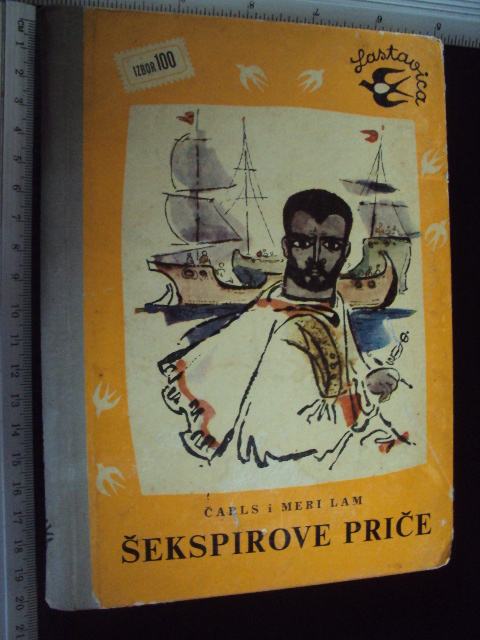 IZBOR 100
Lastavica
ČARLS i MERI LAM
ŠEKSPIROVE PRIČE